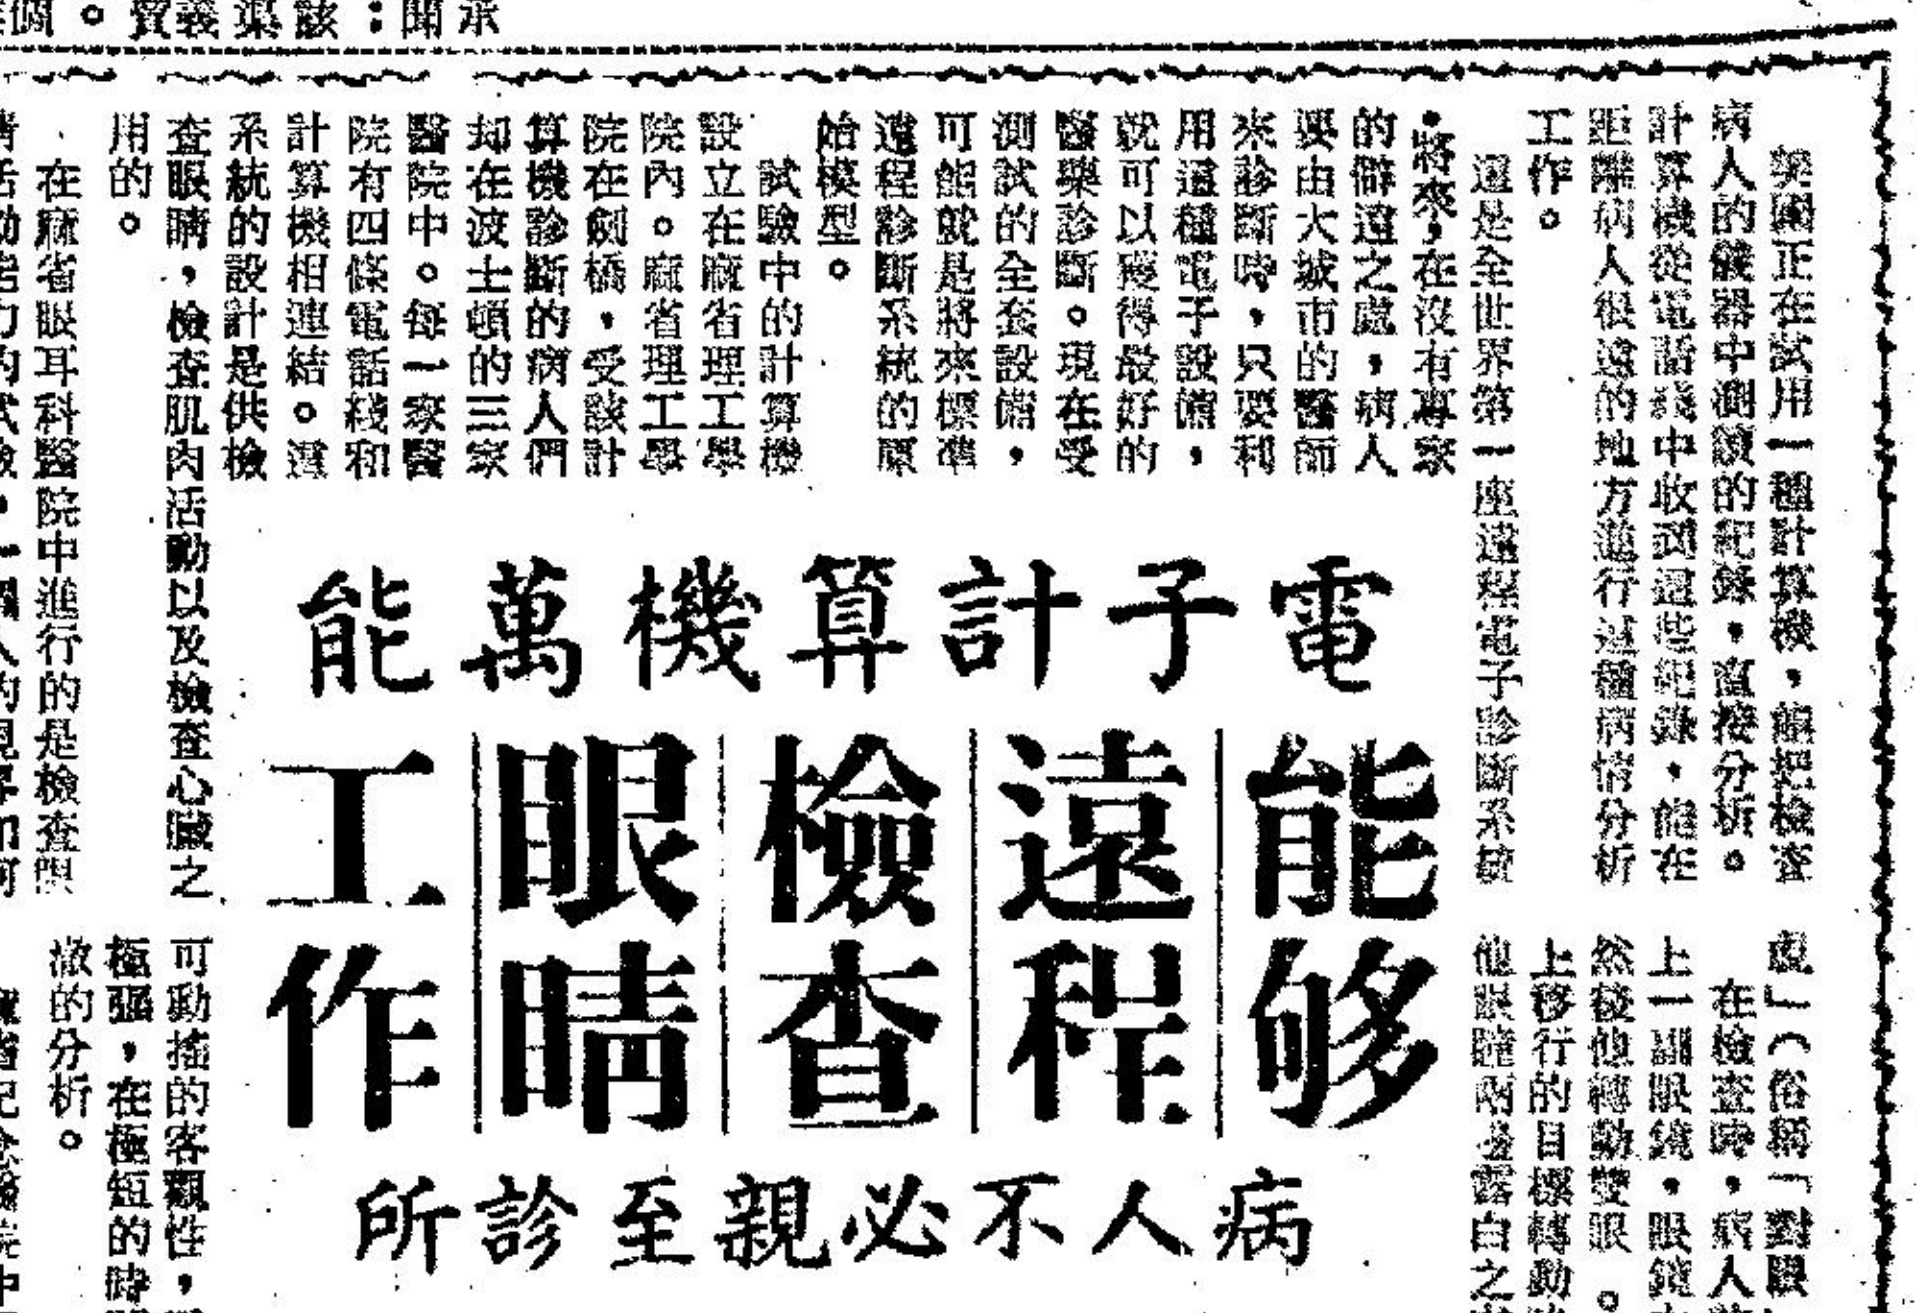 電子計算機萬能
能够遠程檢查眼睛工作
病人不必親至診所
美國正在試用一種計算機，能把檢查
病人的儀器中測讀的紀錄，直接分析。
計算機從電話綫中收到這些紀錄，能在
距離病人很遠的地方進行這種病情分析
工作。
這是全世界第一座遠程電子診斷系統
。將來，在沒有專家
的僻遠之處，病人
要由大城市的醫師
來診斷時，只要利
用這種電子設備，
就可以獲得最好的
醫藥診斷。現在受
測試的全套設備，
可能就是將來標準
遠程診斷系統的原
始模型。
試驗中的計算機
設立在麻省理工學
院內。麻省理工學
院在劍橋，受該計
算機診斷的病人們
却在波士頓的三家
醫院中。每一家醫
院有四條電話綫和
計算機相連結。這
系統的設計是供檢
查眼睛，檢查肌肉活動以及檢查心臟之
用的。
在麻省眼耳科醫院中進行的是檢查眼
在檢查時，病人
上一副眼鏡，眼鏡
然後他轉動雙眼。
上移行的目標轉動
他眼睛兩邊露白之
可動搖的客觀性，
極强，在極短的時
澈的分析。